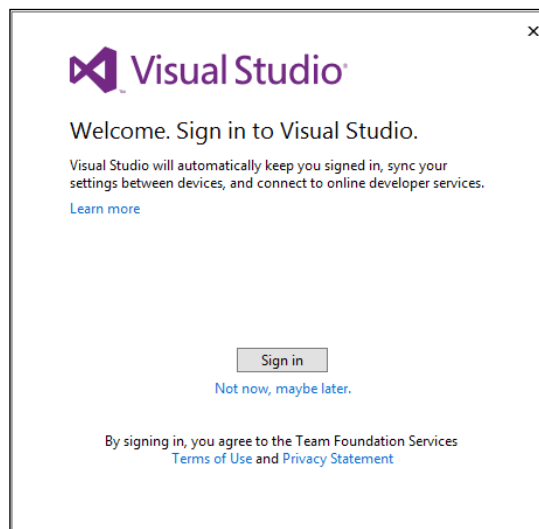 Visual Studio
Welcome. Sign in to Visual Studio.
Visual Studio will automatically keep you signed in, sync your
settings between devices, and connect to online developer services.
Learn more
Sign in
Not now, maybe later.
By signing in, you agree to the Team Foundation Services
Terms of Use and Privacy Statement